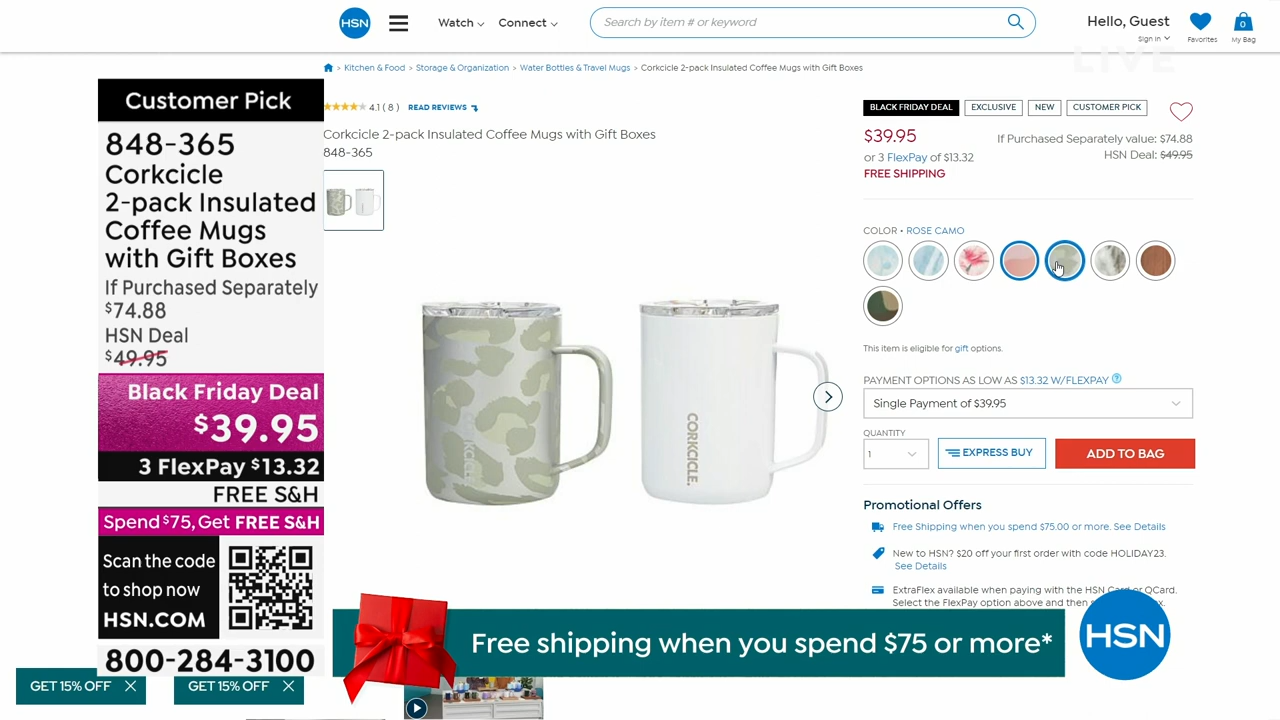 HSN
Watch
Connect
Search by item # or keyword
Hello, Guest
Sign in
Favorites
0
My Bag
LIVE
Kitchen & Food > Storage & Organization > Water Bottles & Travel Mugs > Corkcicle 2-pack Insulated Coffee Mugs with Gift Boxes
Customer Pick
848-365
Corkcicle
2-pack Insulated
Coffee Mugs
with Gift Boxes
If Purchased Separately
$74.88
HSN Deal
$49.95
Black Friday Deal
$39.95
3 FlexPay $13.32
FREE S&H
Spend $75, Get FREE S&H
Scan the code
to shop now
HSN.COM
800-284-3100
GET 15% OFF X
GET 15% OFF X
4.1 ( 8 ) READ REVIEWS
Corkcicle 2-pack Insulated Coffee Mugs with Gift Boxes
848-365
CORKCICLE.
CORKCICLE.
BLACK FRIDAY DEAL
EXCLUSIVE
NEW
CUSTOMER PICK
$39.95
If Purchased Separately value: $74.88
or 3 FlexPay of $13.32
HSN Deal: $49.95
FREE SHIPPING
COLOR • ROSE CAMO
This item is eligible for gift options.
PAYMENT OPTIONS AS LOW AS $13.32 W/FLEXPAY ?
Single Payment of $39.95
QUANTITY
1
EXPRESS BUY
ADD TO BAG
Promotional Offers
Free Shipping when you spend $75.00 or more. See Details
New to HSN? $20 off your first order with code HOLIDAY23.
See Details
ExtraFlex available when paying with the HSN Card or QCard.
Select the FlexPay option above and then
Free shipping when you spend $75 or more*
HSN